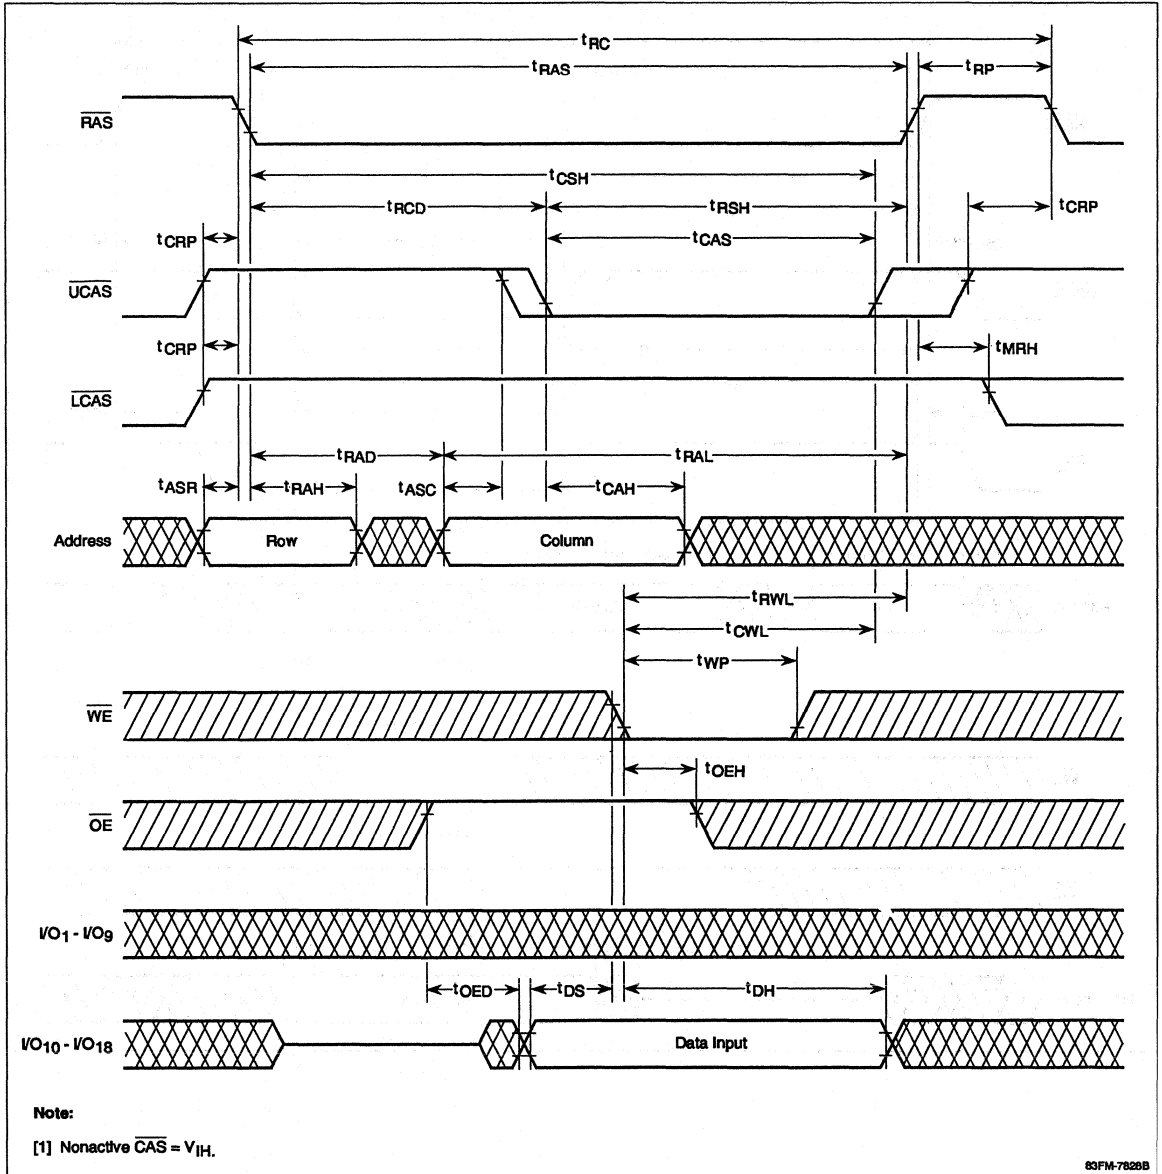 tRC
tRAS
tRP
RAS
tCSH
tRCD
tRSH
tCRP
tCRP
tCAS
UCAS
tCRP
tMRH
LCAS
tRAD
tRAL
tASR
tRAH
tASC
tCAH
Address
Row
Column
tRWL
tCWL
tWP
WE
tOEH
OE
I/O1 - I/O9
tOED
tDS
tDH
I/O10 - I/O18
Data Input
Note:
[1] Nonactive CAS = VIH.
83FM-7828B